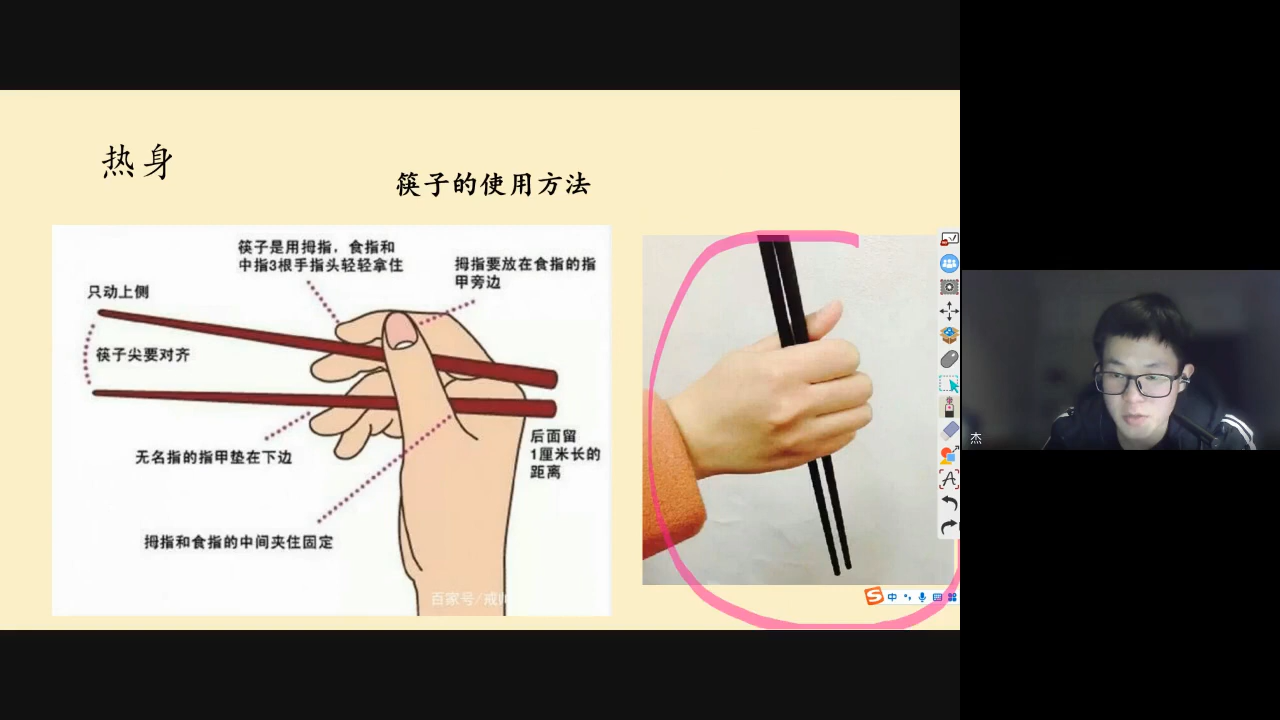 热身
筷子的使用方法
筷子是用拇指，食指和
中指3根手指头轻轻拿住
拇指要放在食指的指
甲旁边
只动上侧
筷子尖要对齐
无名指的指甲垫在下边
后面留
1厘米长的
距离
拇指和食指的中间夹住固定
百家号/戒
中
杰